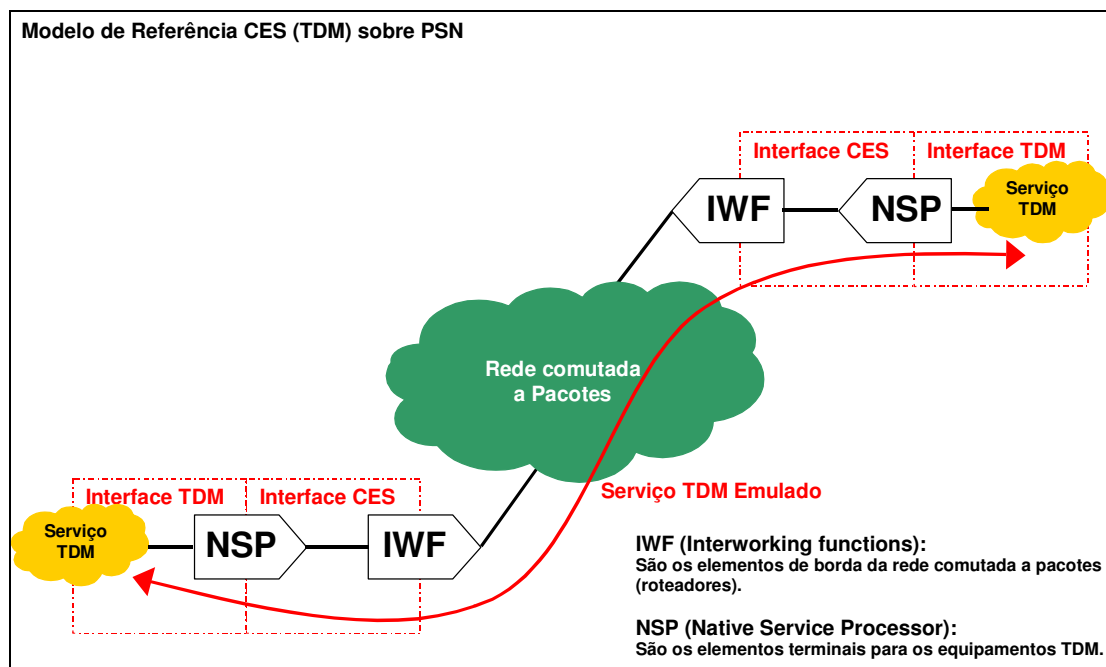 Modelo de Referência CES (TDM) sobre PSN
Interface CES
Interface TDM
IWF
NSP
Serviço
TDM
Rede comutada
a Pacotes
Interface TDM
Interface CES
Serviço TDM Emulado
Serviço
TDM
NSP
IWF
IWF (Interworking functions):
São os elementos de borda da rede comutada a pacotes
(roteadores).
NSP (Native Service Processor):
São os elementos terminais para os equipamentos TDM.